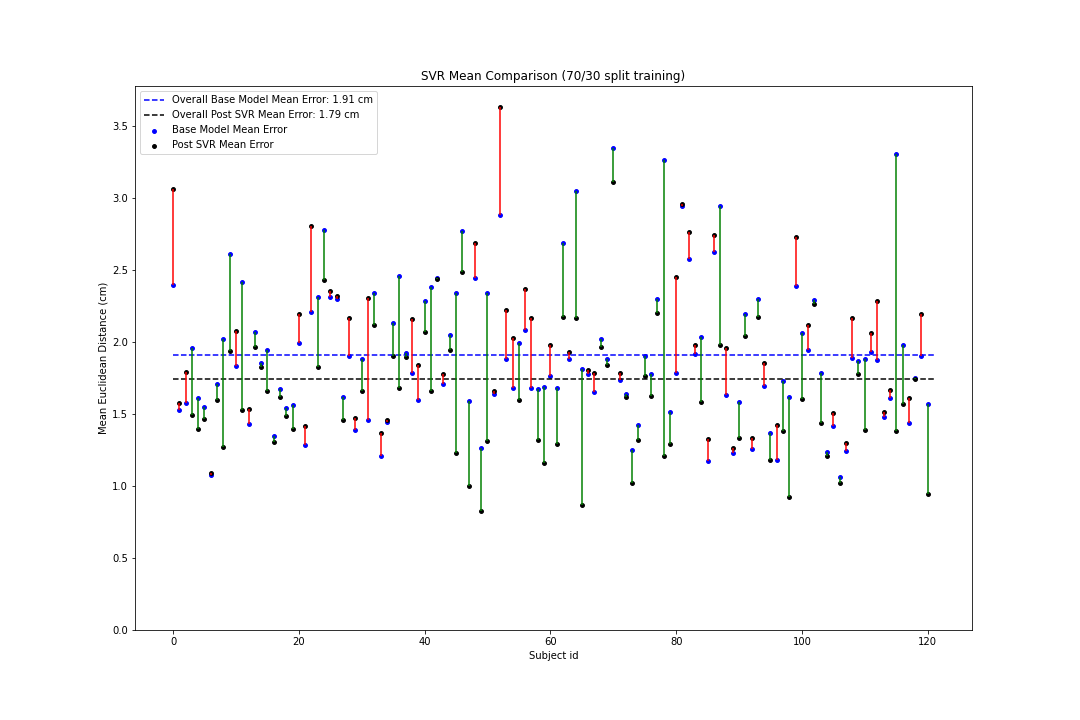 SVR Mean Comparison (70/30 split training)
Overall Base Model Mean Error: 1.91 cm
Overall Post SVR Mean Error: 1.79 cm
Base Model Mean Error
Post SVR Mean Error
Mean Euclidean Distance (cm)
3.5
3.0
2.5
2.0
1.5
1.0
0.5
0.0
0 20 40 60 80 100 120
Subject id